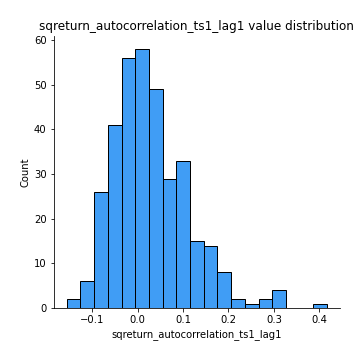 sqreturn_autocorrelation_ts1_lag1 value distribution
60
50
40
30
20
10
0
Count
−0.1 0.0 0.1 0.2 0.3 0.4
sqreturn_autocorrelation_ts1_lag1